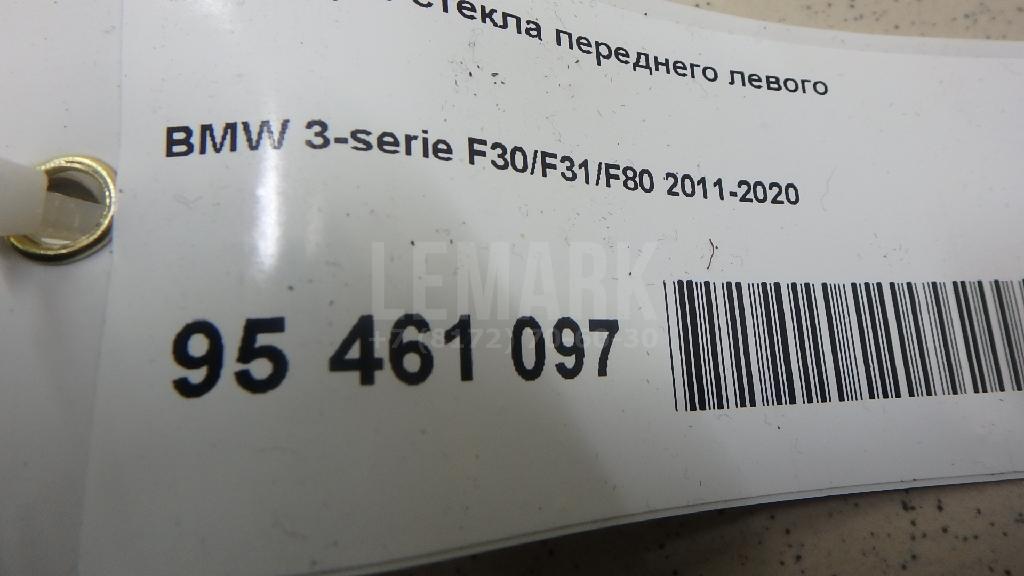 стекла переднего левого
BMW 3-serie F30/F31/F80 2011-2020
LEMARK
95 461 097